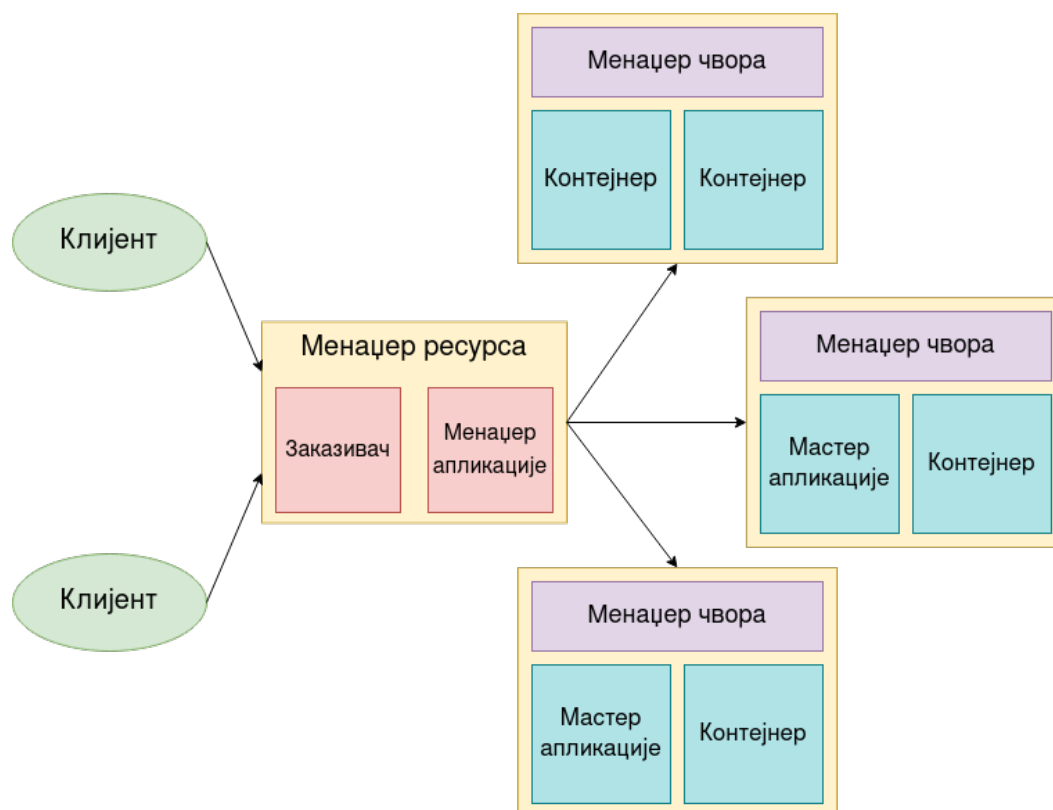 Менаџер чвора
Контејнер
Контејнер
Клијент
Менаџер ресурса
Заказивач
Менаџер
апликације
Менаџер чвора
Мастер
апликације
Контејнер
Клијент
Менаџер чвора
Мастер
апликације
Контејнер